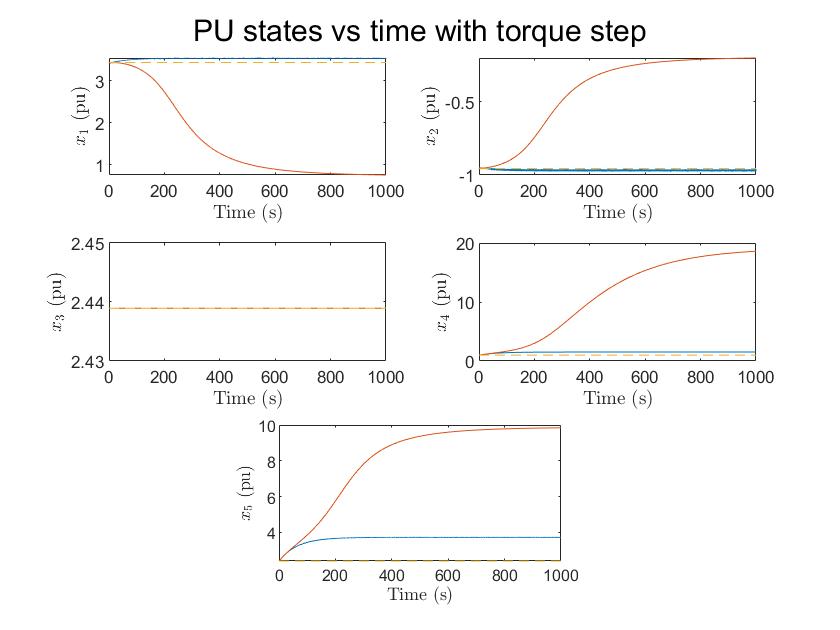 PU states vs time with torque step
3
2
1
x₁ (pu)
0 200 400 600 800 1000
Time (s)
-0.5
-1
x₂ (pu)
0 200 400 600 800 1000
Time (s)
2.45
2.44
2.43
x₃ (pu)
0 200 400 600 800 1000
Time (s)
20
10
0
x₄ (pu)
0 200 400 600 800 1000
Time (s)
10
8
6
4
x₅ (pu)
0 200 400 600 800 1000
Time (s)